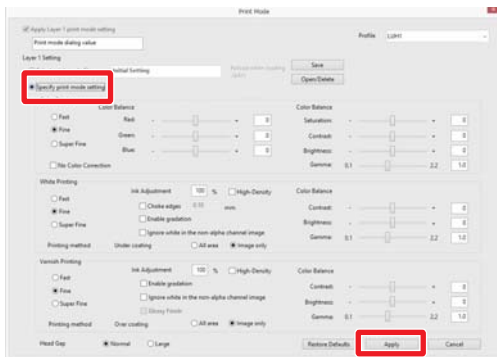 Print Mode
Apply Layer 1 print mode setting
Print mode dialog value
Profile LUH1
Layer 1 Setting
Initial Setting
Save
Open/Delete
Specify print mode setting
Color Balance
Color Balance
Fast
Red: - + 0
Saturation: - + 0
Fine
Green: - + 0
Contrast: - + 0
Super Fine
Blue: - + 0
Brightness: - + 0
No Color Correction
Gamma: 0.1 2.2 1.0
White Printing
Ink Adjustment 100 % High-Density
Color Balance
Fast
Choke edges 0.10 mm
Contrast: - + 0
Fine
Enable gradation
Brightness: - + 0
Super Fine
Ignore white in the non-alpha channel image
Gamma: 0.1 2.2 1.0
Printing method Under coating All area Image only
Varnish Printing
Ink Adjustment 100 % High-Density
Color Balance
Fast
Enable gradation
Contrast: - + 0
Fine
Ignore white in the non-alpha channel image
Brightness: - + 0
Super Fine
Glossy Finish
Gamma: 0.1 2.2 1.0
Printing method Over coating All area Image only
Head Gap Normal Large
Restore Defaults Apply Cancel